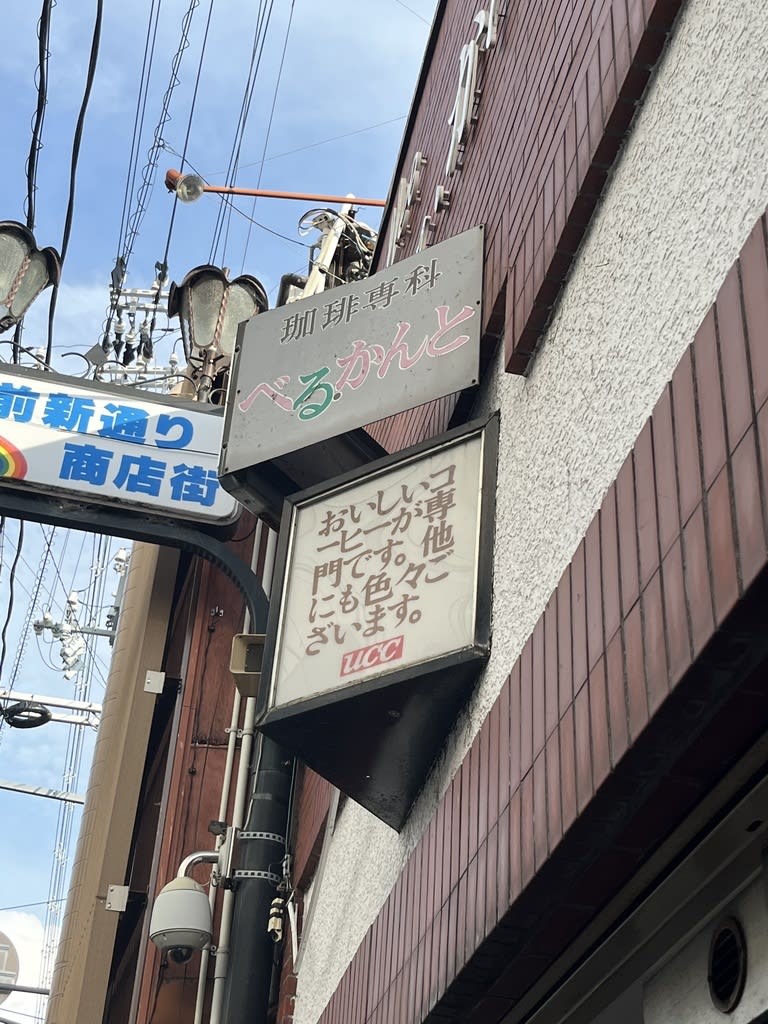 珈琲専科
べるかんと
前新通り
商店街
おいしいコ
ーヒーが専
門です。他
にも色々ご
ざいます。
UCC